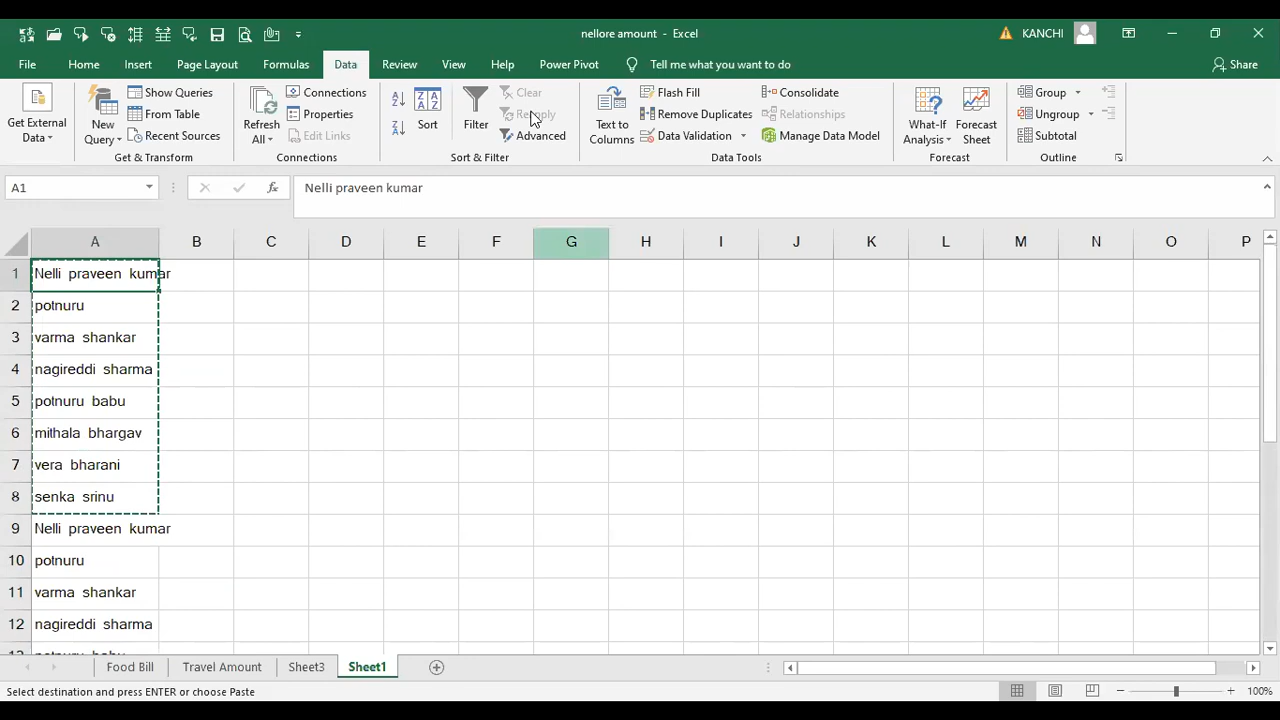 nellore amount - Excel
KANCHI
File Home Insert Page Layout Formulas Data Review View Help Power Pivot Tell me what you want to do Share
Get External Data
New Query
Show Queries
From Table
Recent Sources
Get & Transform
Refresh All
Connections
Properties
Edit Links
Connections
Sort
Filter
Clear
Reapply
Advanced
Sort & Filter
Text to Columns
Flash Fill
Remove Duplicates
Data Validation
Consolidate
Relationships
Manage Data Model
Data Tools
What-If Analysis
Forecast Sheet
Forecast
Group
Ungroup
Subtotal
Outline
A1 fx Nelli praveen kumar
A B C D E F G H I J K L M N O P
1 Nelli praveen kumar
2 potnuru
3 varma shankar
4 nagireddi sharma
5 potnuru babu
6 mithala bhargav
7 vera bharani
8 senka srinu
9 Nelli praveen kumar
10 potnuru
11 varma shankar
12 nagireddi sharma
Food Bill Travel Amount Sheet3 Sheet1
Select destination and press ENTER or choose Paste
100%